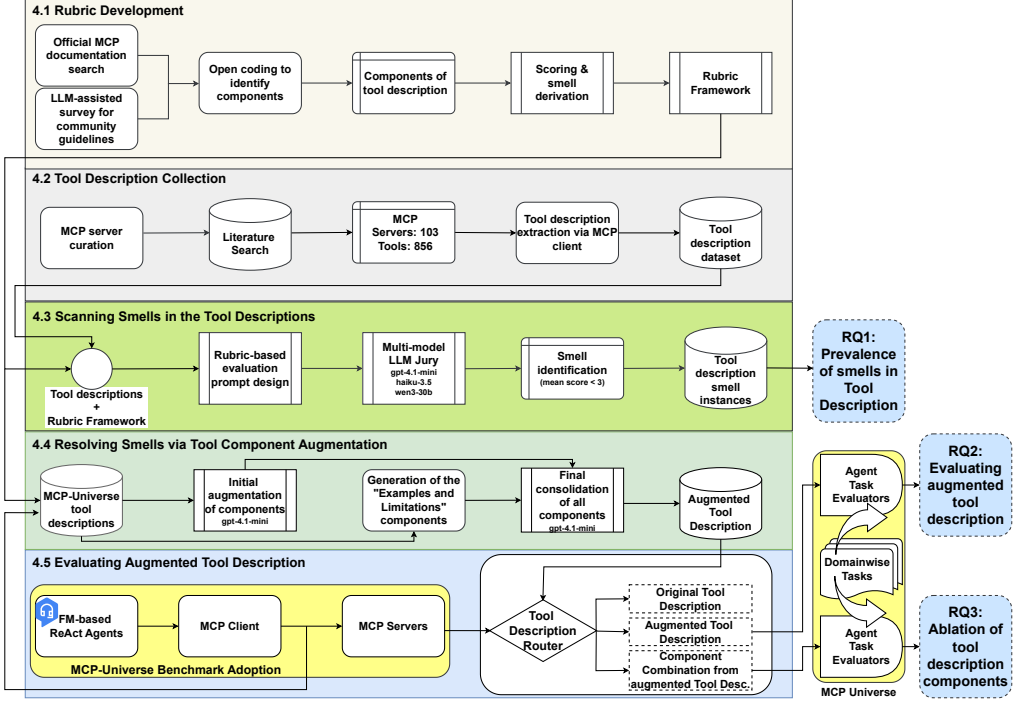 4.1 Rubric Development
Official MCP
documentation
search
LLM-assisted
survey for
community
guidelines
Open coding to
identify
components
Components of
tool description
Scoring &
smell
derivation
Rubric
Framework
4.2 Tool Description Collection
MCP server
curation
Literature
Search
MCP
Servers: 103
Tools: 856
Tool description
extraction via MCP
client
Tool
description
dataset
4.3 Scanning Smells in the Tool Descriptions
Tool descriptions
+
Rubric Framework
Rubric-based
evaluation
prompt design
Multi-model
LLM Jury
gpt-4.1-mini
haiku-3.5
wen3-30b
Smell
identification
(mean score < 3)
Tool
description
smell
instances
RQ1:
Prevalence
of smells in
Tool
Description
4.4 Resolving Smells via Tool Component Augmentation
MCP-Universe
tool
descriptions
Initial
augmentation
of components
gpt-4.1-mini
Generation of the
"Examples and
Limitations"
components
Final
consolidation
of all
components
gpt-4.1-mini
Augmented
Tool
Description
Agent
Task
Evaluators
RQ2:
Evaluating
augmented
tool
description
4.5 Evaluating Augmented Tool Description
FM-based
ReAct Agents
MCP Client
MCP Servers
MCP-Universe Benchmark Adoption
Tool
Description
Router
Original Tool
Description
Augmented Tool
Description
Component
Combination from
augmented Tool Desc.
Domainwise
Tasks
Agent
Task
Evaluators
MCP Universe
RQ3:
Ablation of
tool
description
components